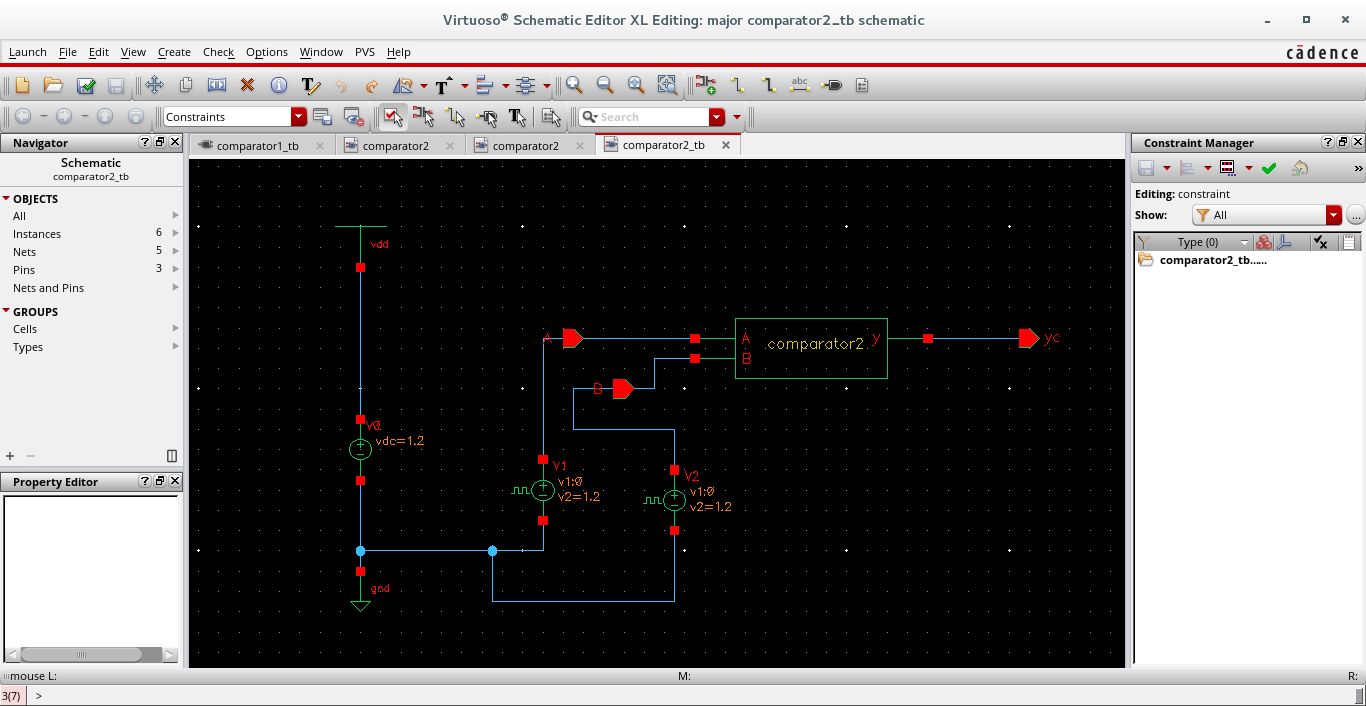 Virtuoso® Schematic Editor XL Editing: major comparator2_tb schematic
Launch File Edit View Create Check Options Window PVS Help
cādence
abc
Constraints
Search
Navigator
Schematic
comparator2_tb
OBJECTS
All
Instances 6
Nets 5
Pins 3
Nets and Pins
GROUPS
Cells
Types
Property Editor
comparator1_tb
comparator2
comparator2
comparator2_tb
vdd
A
A
comparator2
y
yc
B
B
V0
vdc=1.2
V1
v1:0
v2=1.2
V2
v1:0
v2=1.2
gnd
Constraint Manager
Editing: constraint
Show: All
Type (0)
comparator2_tb......
mouse L:
M:
R:
3(7) >